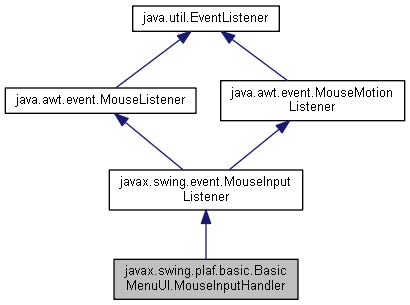 java.util.EventListener
java.awt.event.MouseListener
java.awt.event.MouseMotion
Listener
javax.swing.event.MouseInput
Listener
javax.swing.plaf.basic.Basic
MenuUI.MouseInputHandler